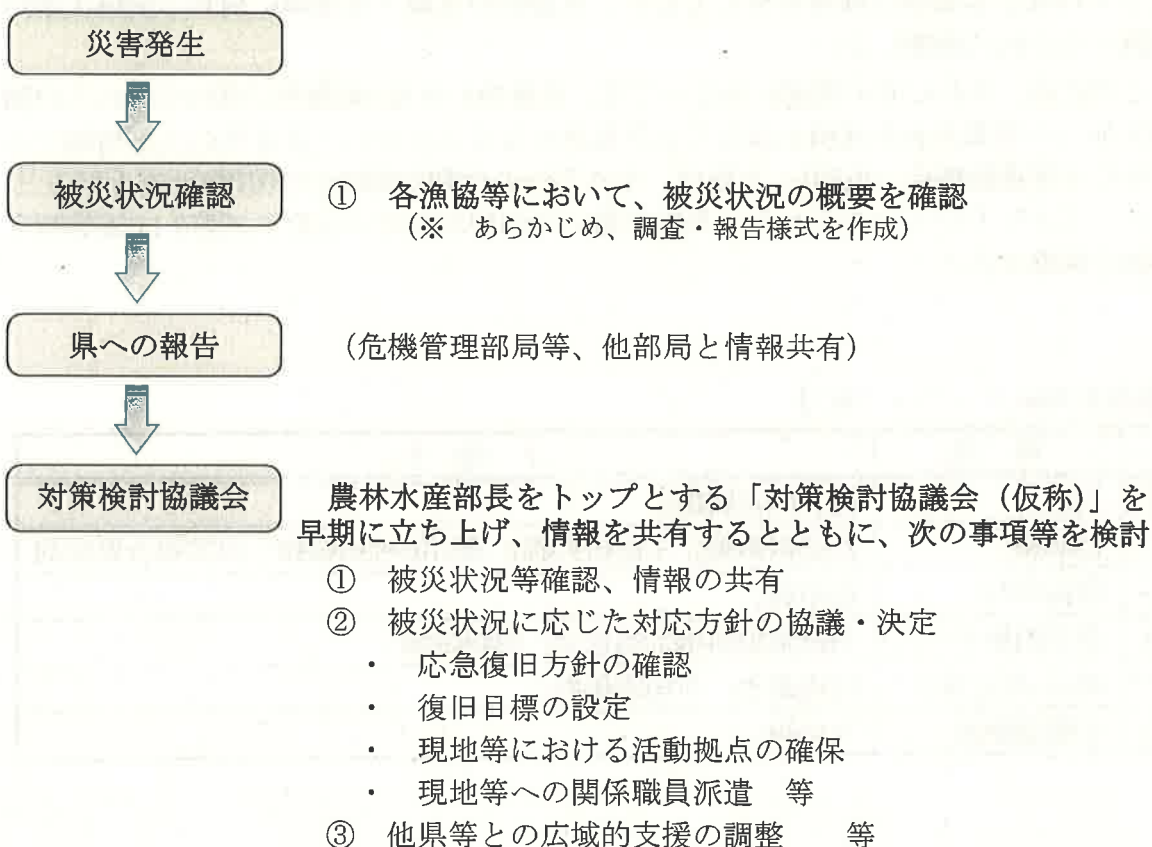 災害発生
被災状況確認
① 各漁協等において、被災状況の概要を確認
(※ あらかじめ、調査・報告様式を作成)
県への報告
(危機管理部局等、他部局と情報共有)
対策検討協議会
農林水産部長をトップとする「対策検討協議会(仮称)」を
早期に立ち上げ、情報を共有するとともに、次の事項等を検討
① 被災状況等確認、情報の共有
② 被災状況に応じた対応方針の協議・決定
・ 応急復旧方針の確認
・ 復旧目標の設定
・ 現地等における活動拠点の確保
・ 現地等への関係職員派遣 等
③ 他県等との広域的支援の調整 等